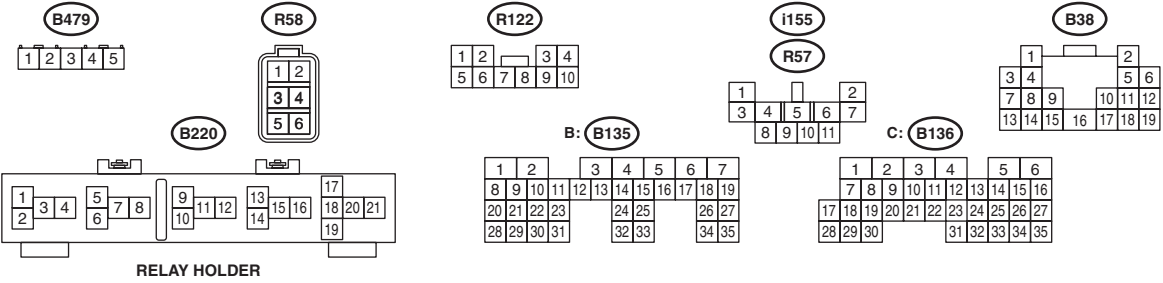 B479 R58 R122 i155 B38
R57
1 2 3 4 5
1 2
3 4
5 6
1 2 3 4
5 6 7 8 9 10
1 2
3 4 5 6 7
8 9 10 11
1 2
3 4 5 6
7 8 9 10 11 12
13 14 15 16 17 18 19
B220
B: B135
C: B136
1 2 3 4
5 6 7 8
9 10 11 12
13 14 15 16
17
18 20 21
19
RELAY HOLDER
1 2 3 4 5 6 7
8 9 10 11 12 13 14 15 16 17 18 19
20 21 22 23 24 25 26 27
28 29 30 31 32 33 34 35
1 2 3 4 5 6
7 8 9 10 11 12 13 14 15 16
17 18 19 20 21 22 23 24 25 26 27
28 29 30 31 32 33 34 35